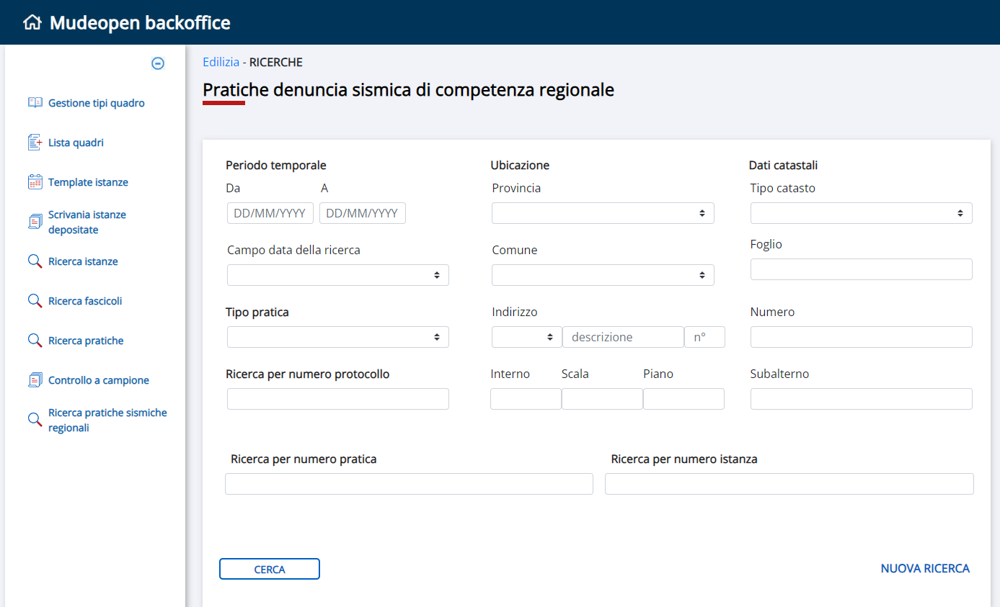 Mudeopen backoffice
Gestione tipi quadro
Lista quadri
Template istanze
Scrivania istanze
depositate
Ricerca istanze
Ricerca fascicoli
Ricerca pratiche
Controllo a campione
Ricerca pratiche sismiche
regionali
Edilizia - RICERCHE
Pratiche denuncia sismica di competenza regionale
Periodo temporale
Da A
DD/MM/YYYY DD/MM/YYYY
Campo data della ricerca
Tipo pratica
Ricerca per numero protocollo
Ubicazione
Provincia
Comune
Indirizzo
descrizione n°
Interno Scala Piano
Dati catastali
Tipo catasto
Foglio
Numero
Subalterno
Ricerca per numero pratica
Ricerca per numero istanza
CERCA
NUOVA RICERCA